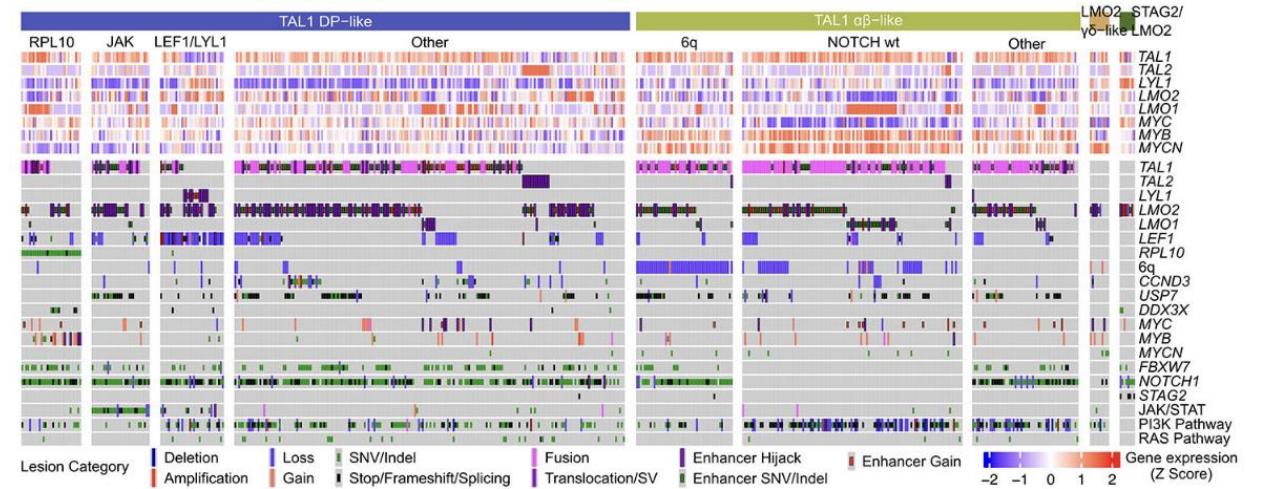 TAL1 DP−like
TAL1 αβ−like
LMO2 STAG2/
γδ−like LMO2
RPL10 JAK LEF1/LYL1 Other 6q NOTCH wt Other
TAL1
TAL2
LYL1
LMO2
LMO1
MYC
MYB
MYCN
TAL1
TAL2
LYL1
LMO2
LMO1
LEF1
RPL10
6q
CCND3
USP7
DDX3X
MYC
MYB
MYCN
FBXW7
NOTCH1
STAG2
JAK/STAT
PI3K Pathway
RAS Pathway
Lesion Category
Deletion Loss SNV/Indel Fusion Enhancer Hijack Enhancer Gain
Amplification Gain Stop/Frameshift/Splicing Translocation/SV Enhancer SNV/Indel
Gene expression
(Z Score)
−2 −1 0 1 2